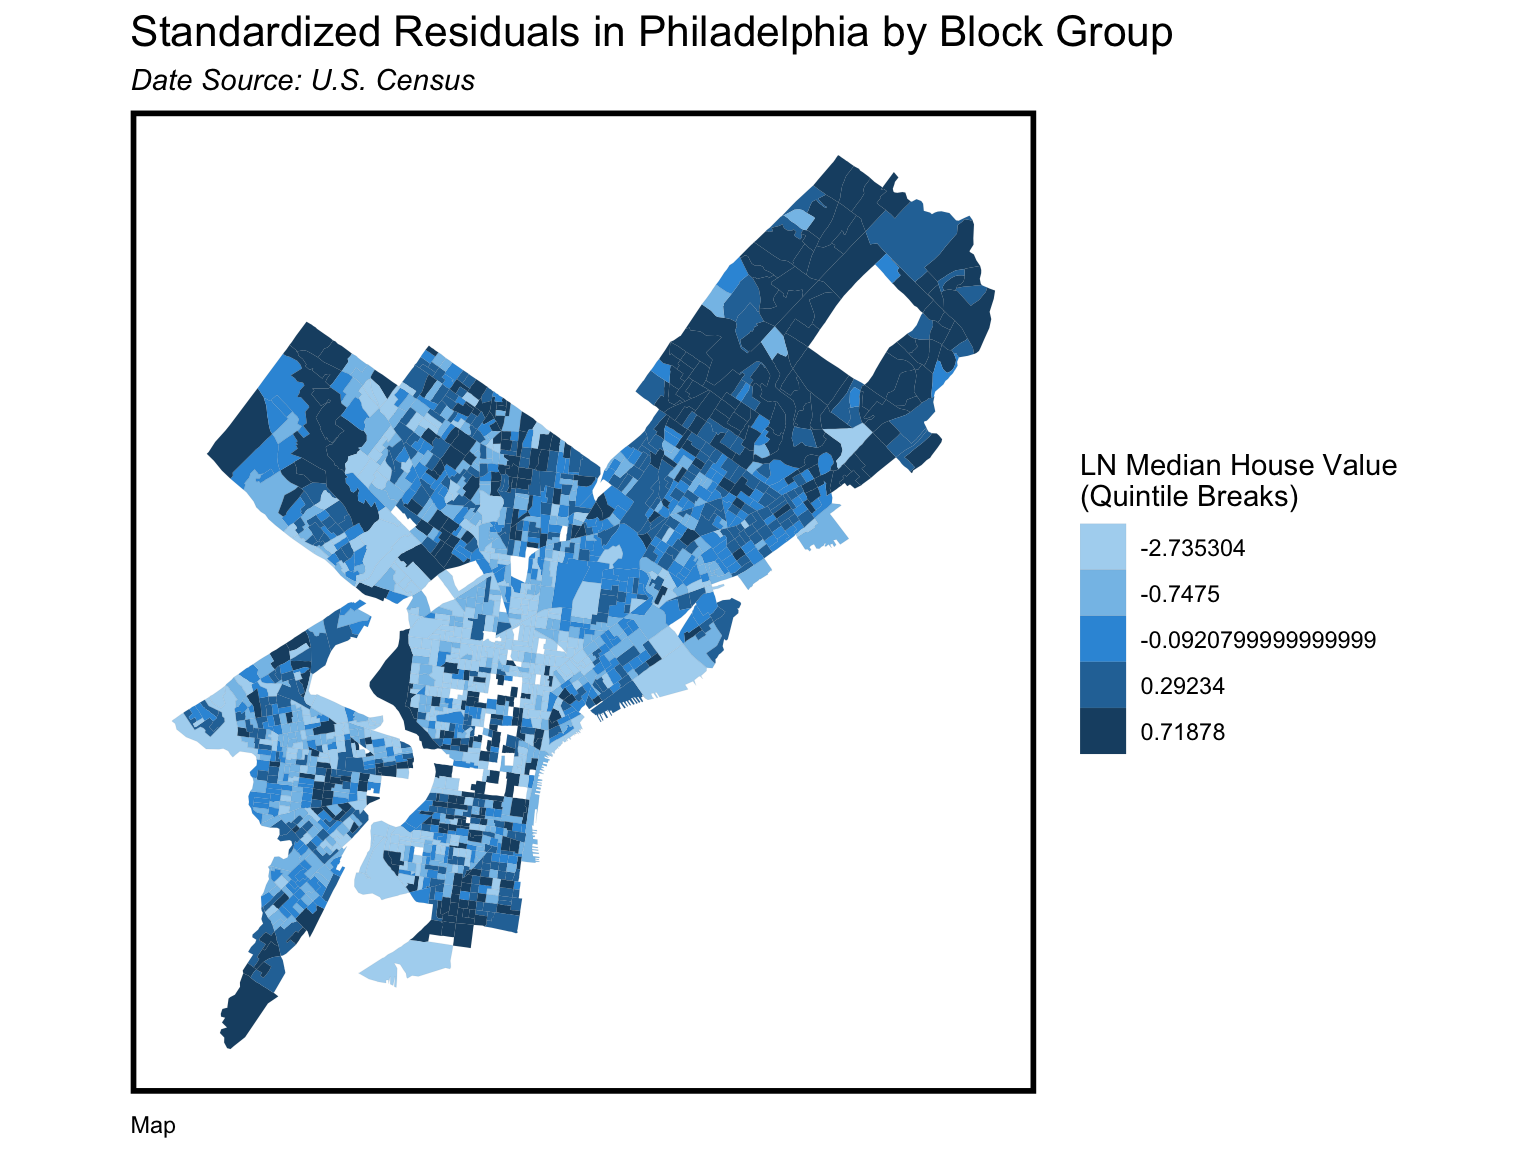 Standardized Residuals in Philadelphia by Block Group
Date Source: U.S. Census
LN Median House Value
(Quintile Breaks)
-2.735304
-0.7475
-0.0920799999999999
0.29234
0.71878
Map